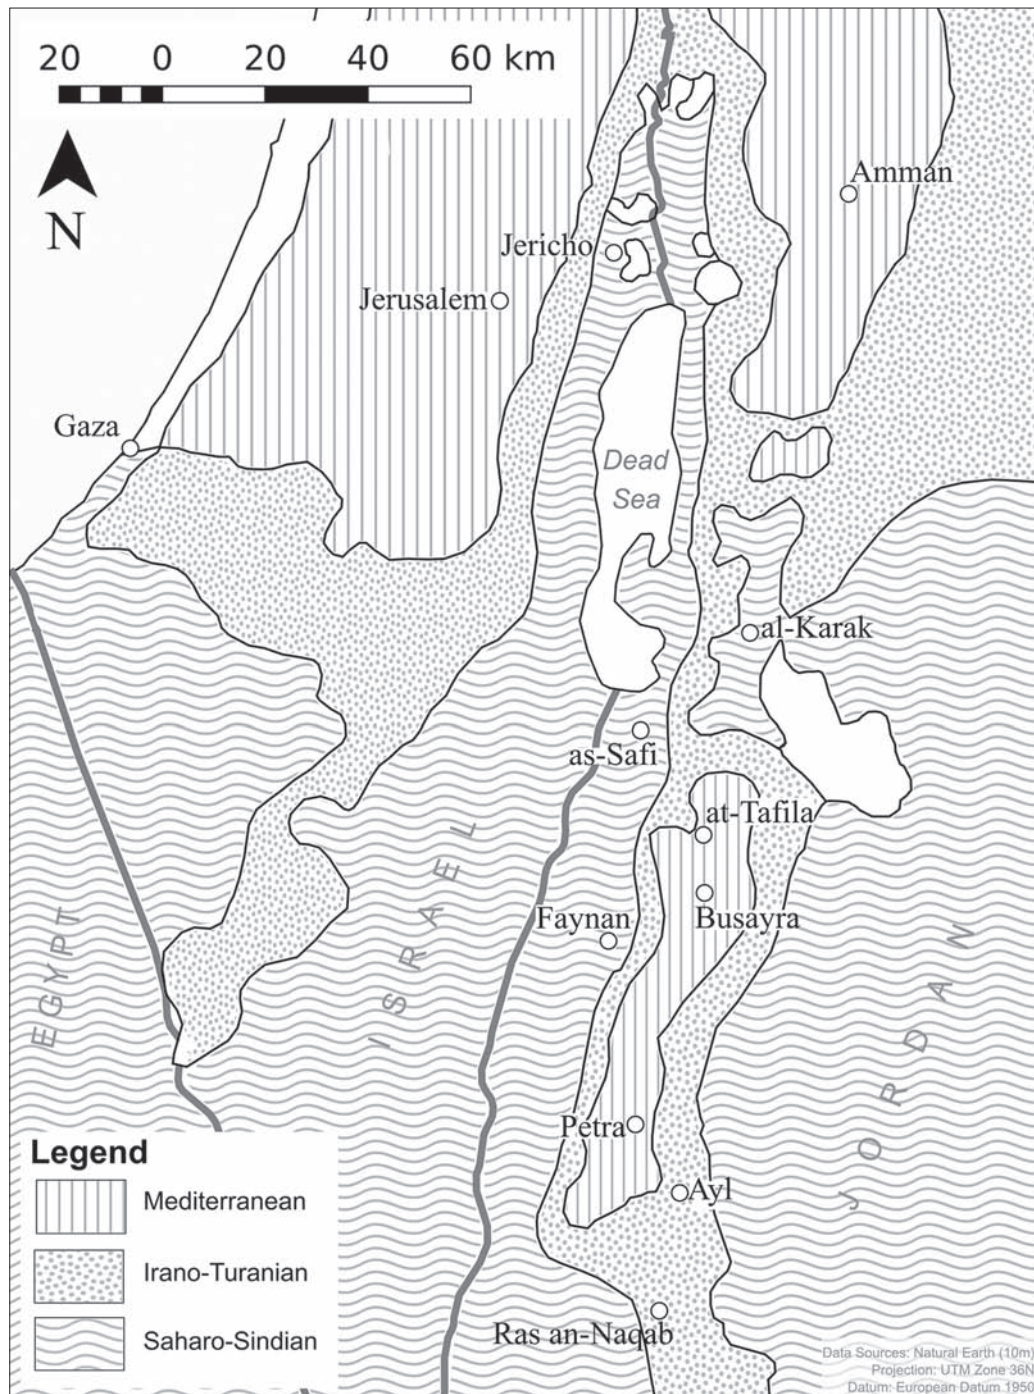 20 0 20 40 60 km
N
Amman
Jericho
Jerusalem
Gaza
Dead
Sea
al-Karak
as-Safi
at-Tafila
Busayra
Faynan
EGYPT
ISRAEL
JORDAN
Petra
Ayl
Ras an-Naqab
Legend
Mediterranean
Irano-Turanian
Saharo-Sindian
Data Sources: Natural Earth (10m)
Projection: UTM Zone 36N
Datum: European Datum 1950